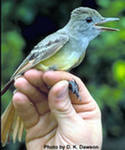 Photo by D. K. Dawson.